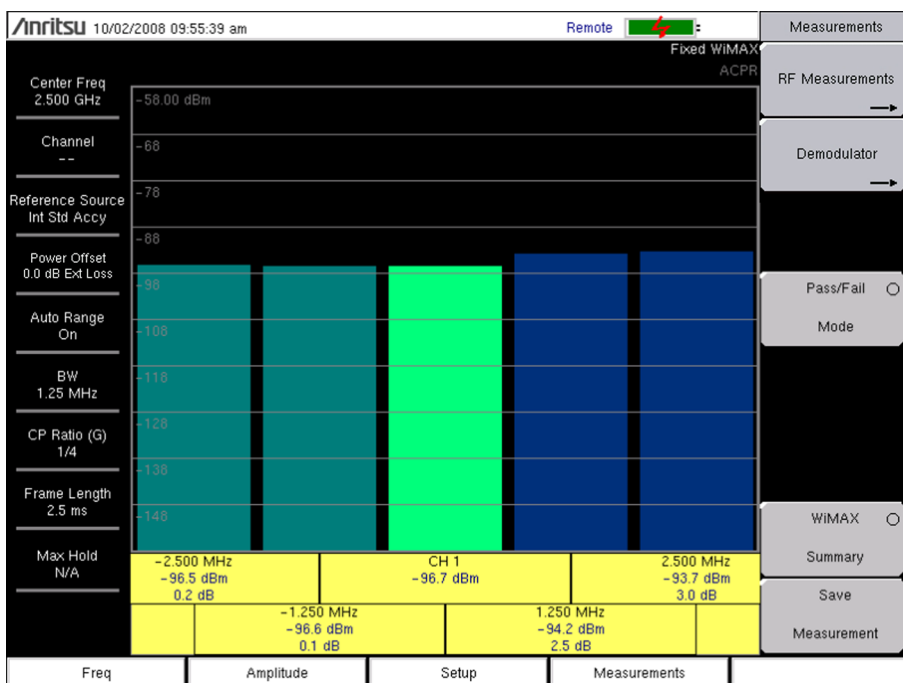 Anritsu 10/02/2008 09:55:39 am
Remote
Measurements
Fixed WiMAX
ACPR
Center Freq
2.500 GHz
Channel
--
Reference Source
Int Std Accy
Power Offset
0.0 dB Ext Loss
Auto Range
On
BW
1.25 MHz
CP Ratio (G)
1/4
Frame Length
2.5 ms
Max Hold
N/A
-58.00 dBm
-68
-78
-88
-98
-108
-118
-128
-138
-148
-2.500 MHz
-96.5 dBm
0.2 dB
CH 1
-96.7 dBm
2.500 MHz
-93.7 dBm
3.0 dB
-1.250 MHz
-96.6 dBm
0.1 dB
1.250 MHz
-94.2 dBm
2.5 dB
RF Measurements
Demodulator
Pass/Fail
Mode
WiMAX
Summary
Save
Measurement
Freq
Amplitude
Setup
Measurements